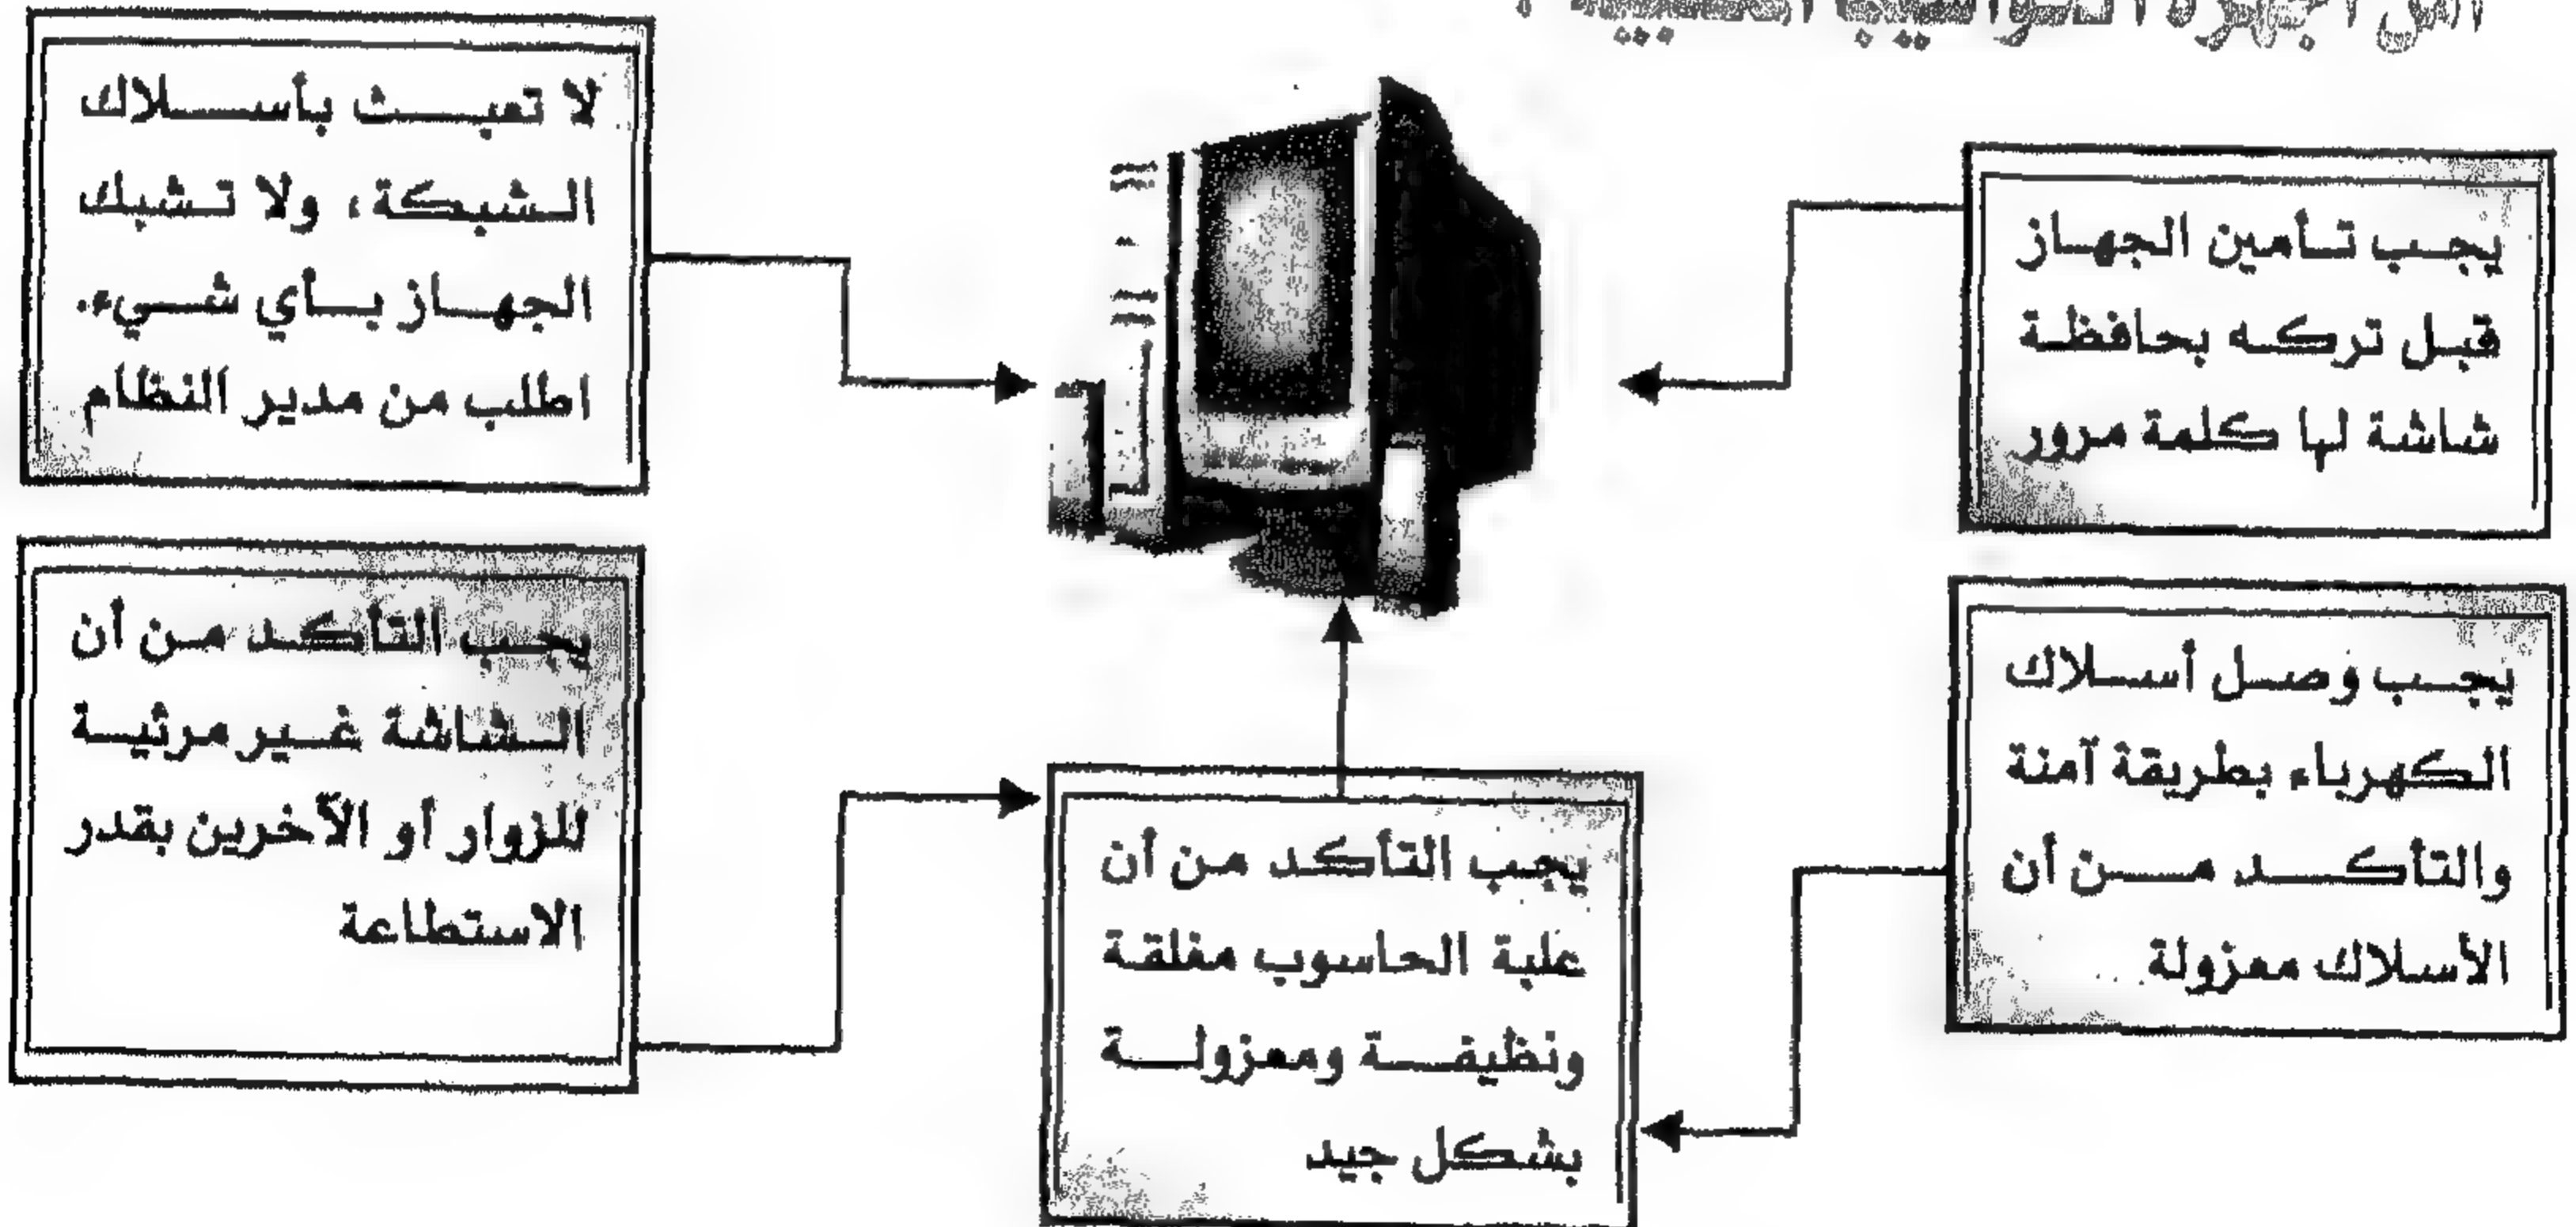 أجهزة الحواسيب
يجب تأمين الجهاز
قبل تركه بحافظة
شاشة لها كلمة مرور
لا تعبث بأسلاك
الشبكة، ولا تشبك
الجهاز بأي شيء.
اطلب من مدير النظام
يجب وصل أسلاك
الكهرباء بطريقة آمنة
والتأكد من أن
الأسلاك معزولة
يجب التأكد من أن
علبة الحاسوب مغلقة
ونظيفة ومعزولة
بشكل جيد
يجب التأكد من أن
الشاشة غير مرئية
للزوار أو الآخرين بقدر
الاستطاعة